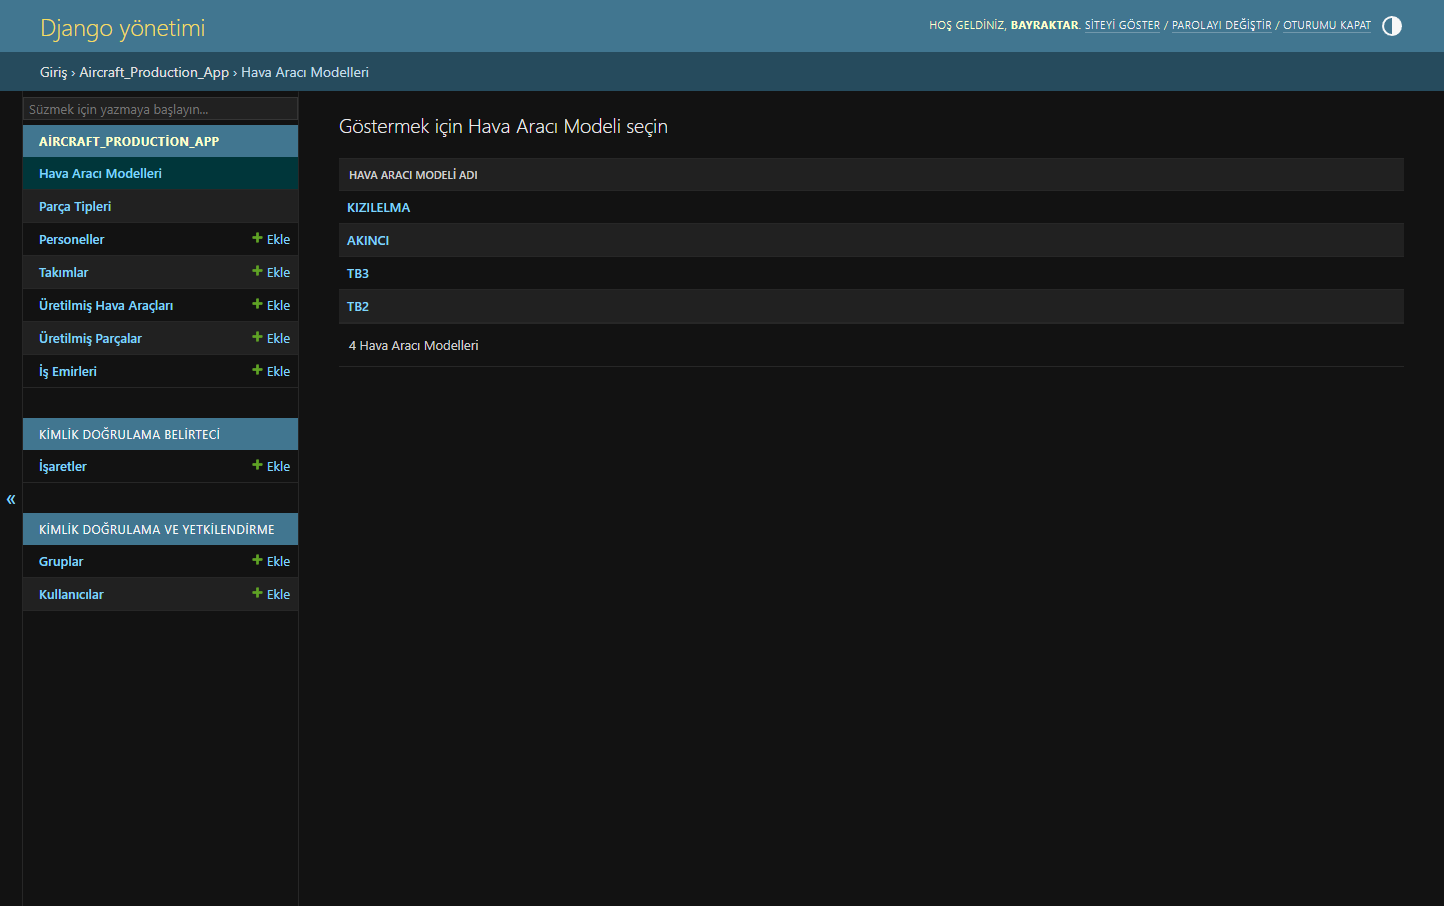 Django yönetimi
HOŞ GELDİNİZ, BAYRAKTAR. SİTEYİ GÖSTER / PAROLAYI DEĞİŞTİR / OTURUMU KAPAT
Giriş › Aircraft_Production_App › Hava Aracı Modelleri
Süzmek için yazmaya başlayın...
AİRCRAFT_PRODUCTİON_APP
Hava Aracı Modelleri
Parça Tipleri
Personeller Ekle
Takımlar Ekle
Üretilmiş Hava Araçları Ekle
Üretilmiş Parçalar Ekle
İş Emirleri Ekle
KİMLİK DOĞRULAMA BELİRTECİ
İşaretler Ekle
«
KİMLİK DOĞRULAMA VE YETKİLENDİRME
Gruplar Ekle
Kullanıcılar Ekle
Göstermek için Hava Aracı Modeli seçin
HAVA ARACI MODELİ ADI
KIZILELMA
AKINCI
TB3
TB2
4 Hava Aracı Modelleri